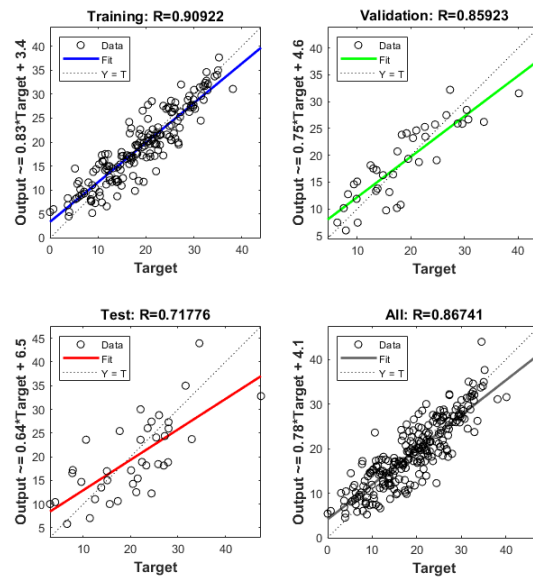 Training: R=0.90922
Output ~= 0.83*Target + 3.4
40
35
30
25
20
15
10
5
0
Data
Fit
Y = T
0
10
20
30
40
Target
Validation: R=0.85923
Output ~= 0.75*Target + 4.6
40
35
30
25
20
15
10
5
Data
Fit
Y = T
10
20
30
40
Target
Test: R=0.71776
Output ~= 0.64*Target + 6.5
45
40
35
30
25
20
15
10
5
Data
Fit
Y = T
10
20
30
40
Target
All: R=0.86741
Output ~= 0.78*Target + 4.1
40
30
20
10
0
Data
Fit
Y = T
0
10
20
30
40
Target